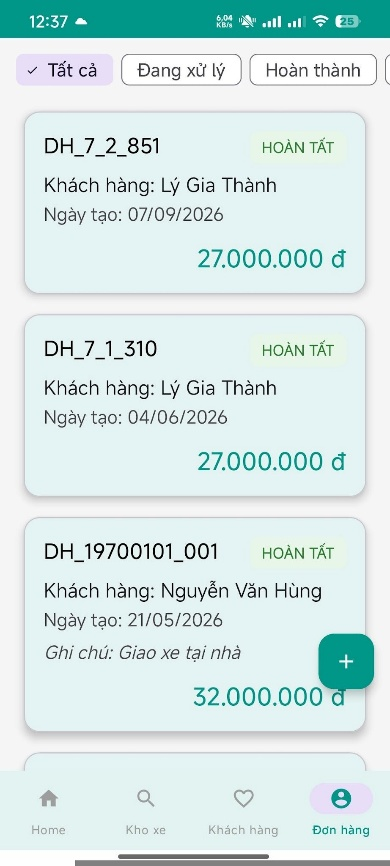 12:37
6,04
KB/s
25
Tất cả
Đang xử lý
Hoàn thành
DH_7_2_851
HOÀN TẤT
Khách hàng: Lý Gia Thành
Ngày tạo: 07/09/2026
27.000.000 đ
DH_7_1_310
HOÀN TẤT
Khách hàng: Lý Gia Thành
Ngày tạo: 04/06/2026
27.000.000 đ
DH_19700101_001
HOÀN TẤT
Khách hàng: Nguyễn Văn Hùng
Ngày tạo: 21/05/2026
Ghi chú: Giao xe tại nhà
32.000.000 đ
Home
Kho xe
Khách hàng
Đơn hàng